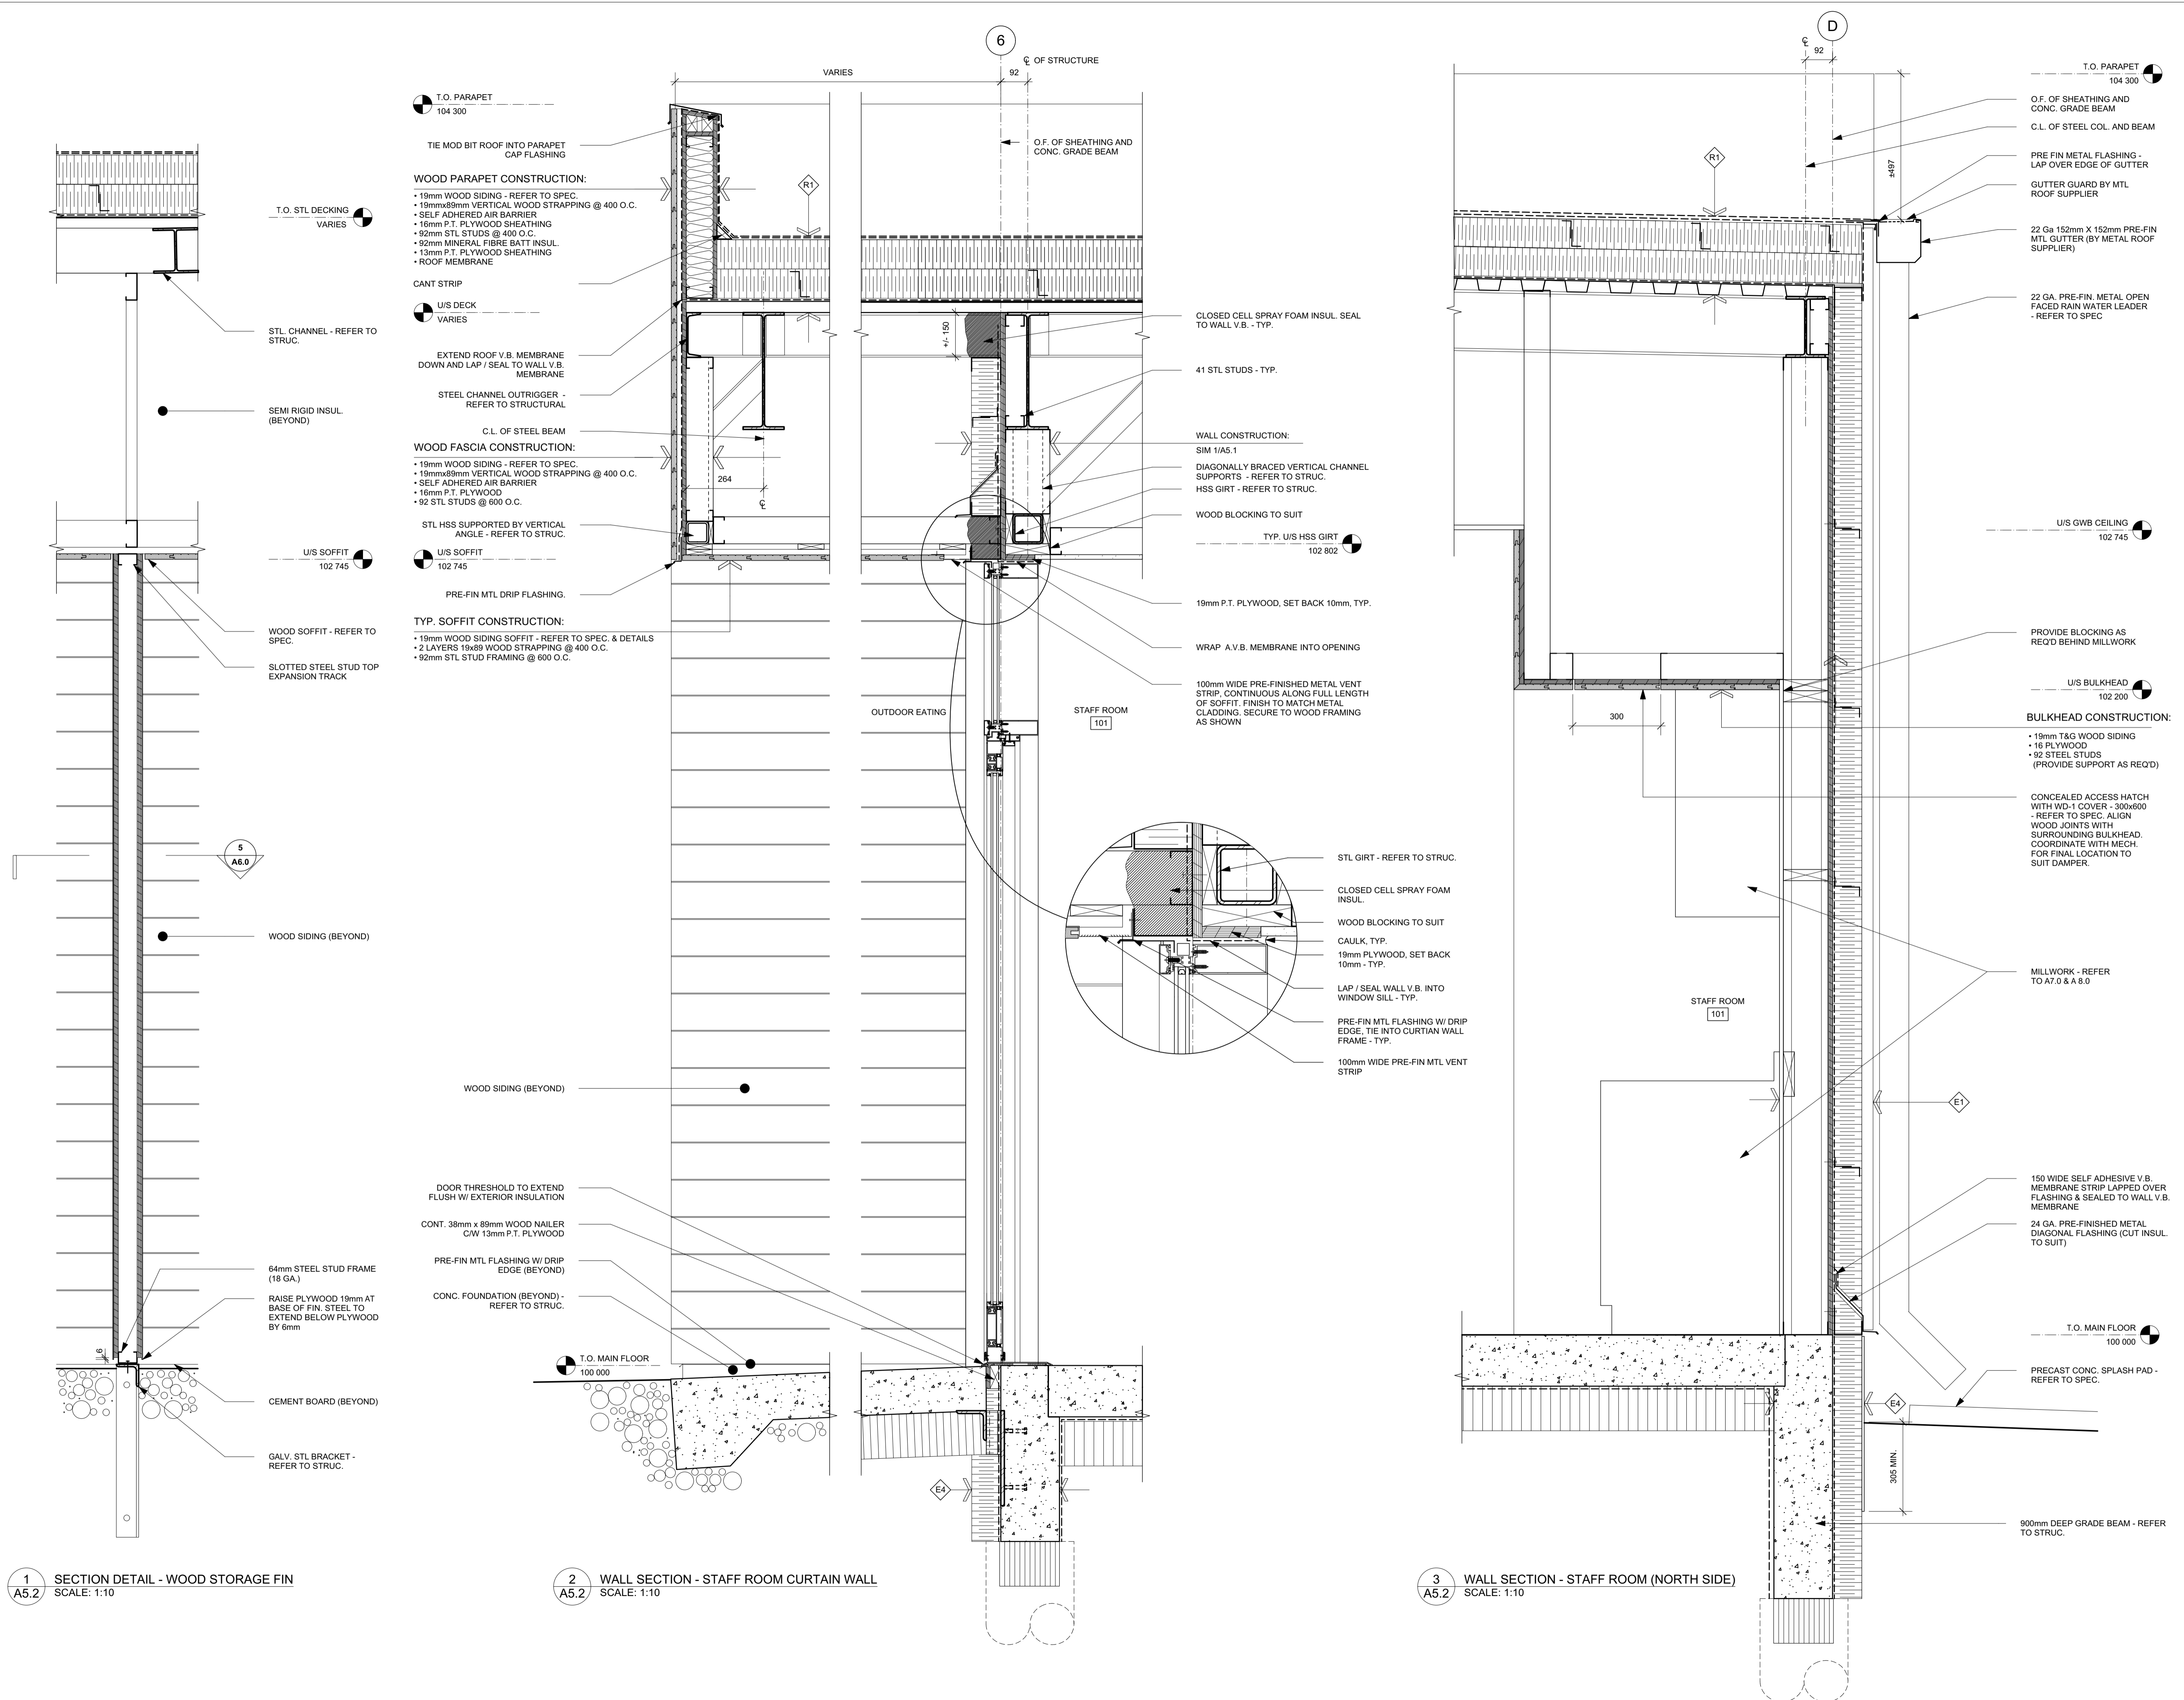 T.O. STL DECKING
VARIES
STL. CHANNEL - REFER TO
STRUC.
SEMI RIGID INSUL.
(BEYOND)
U/S SOFFIT
102 745
WOOD SOFFIT - REFER TO
SPEC.
SLOTTED STEEL STUD TOP
EXPANSION TRACK
5
A6.0
WOOD SIDING (BEYOND)
64mm STEEL STUD FRAME
(18 GA.)
RAISE PLYWOOD 19mm AT
BASE OF FIN. STEEL TO
EXTEND BELOW PLYWOOD
BY 6mm
6
CEMENT BOARD (BEYOND)
GALV. STL BRACKET -
REFER TO STRUC.
1
A5.2
SECTION DETAIL - WOOD STORAGE FIN
SCALE: 1:10
6
℄ OF STRUCTURE
VARIES
92
T.O. PARAPET
104 300
TIE MOD BIT ROOF INTO PARAPET
CAP FLASHING
O.F. OF SHEATHING AND
CONC. GRADE BEAM
WOOD PARAPET CONSTRUCTION:
• 19mm WOOD SIDING - REFER TO SPEC.
• 19mmx89mm VERTICAL WOOD STRAPPING @ 400 O.C.
• SELF ADHERED AIR BARRIER
• 16mm P.T. PLYWOOD SHEATHING
• 92mm STL STUDS @ 400 O.C.
• 92mm MINERAL FIBRE BATT INSUL.
• 13mm P.T. PLYWOOD SHEATHING
• ROOF MEMBRANE
R1
CANT STRIP
U/S DECK
VARIES
+/- 150
CLOSED CELL SPRAY FOAM INSUL. SEAL
TO WALL V.B. - TYP.
EXTEND ROOF V.B. MEMBRANE
DOWN AND LAP / SEAL TO WALL V.B.
MEMBRANE
41 STL STUDS - TYP.
STEEL CHANNEL OUTRIGGER -
REFER TO STRUCTURAL
C.L. OF STEEL BEAM
WOOD FASCIA CONSTRUCTION:
• 19mm WOOD SIDING - REFER TO SPEC.
• 19mmx89mm VERTICAL WOOD STRAPPING @ 400 O.C.
• SELF ADHERED AIR BARRIER
• 16mm P.T. PLYWOOD
• 92 STL STUDS @ 600 O.C.
264
℄
WALL CONSTRUCTION:
SIM 1/A5.1
DIAGONALLY BRACED VERTICAL CHANNEL
SUPPORTS - REFER TO STRUC.
HSS GIRT - REFER TO STRUC.
WOOD BLOCKING TO SUIT
STL HSS SUPPORTED BY VERTICAL
ANGLE - REFER TO STRUC.
TYP. U/S HSS GIRT
102 802
U/S SOFFIT
102 745
PRE-FIN MTL DRIP FLASHING.
19mm P.T. PLYWOOD, SET BACK 10mm, TYP.
TYP. SOFFIT CONSTRUCTION:
• 19mm WOOD SIDING SOFFIT - REFER TO SPEC. & DETAILS
• 2 LAYERS 19x89 WOOD STRAPPING @ 400 O.C.
• 92mm STL STUD FRAMING @ 600 O.C.
WRAP A.V.B. MEMBRANE INTO OPENING
100mm WIDE PRE-FINISHED METAL VENT
STRIP, CONTINUOUS ALONG FULL LENGTH
OF SOFFIT. FINISH TO MATCH METAL
CLADDING. SECURE TO WOOD FRAMING
AS SHOWN
OUTDOOR EATING
STAFF ROOM
101
STL GIRT - REFER TO STRUC.
CLOSED CELL SPRAY FOAM
INSUL.
WOOD BLOCKING TO SUIT
CAULK, TYP.
19mm PLYWOOD, SET BACK
10mm - TYP.
LAP / SEAL WALL V.B. INTO
WINDOW SILL - TYP.
PRE-FIN MTL FLASHING W/ DRIP
EDGE, TIE INTO CURTIAN WALL
FRAME - TYP.
100mm WIDE PRE-FIN MTL VENT
STRIP
WOOD SIDING (BEYOND)
DOOR THRESHOLD TO EXTEND
FLUSH W/ EXTERIOR INSULATION
CONT. 38mm x 89mm WOOD NAILER
C/W 13mm P.T. PLYWOOD
PRE-FIN MTL FLASHING W/ DRIP
EDGE (BEYOND)
CONC. FOUNDATION (BEYOND) -
REFER TO STRUC.
T.O. MAIN FLOOR
100 000
E4
2
A5.2
WALL SECTION - STAFF ROOM CURTAIN WALL
SCALE: 1:10
D
℄
92
T.O. PARAPET
104 300
O.F. OF SHEATHING AND
CONC. GRADE BEAM
C.L. OF STEEL COL. AND BEAM
R1
±497
PRE FIN METAL FLASHING -
LAP OVER EDGE OF GUTTER
GUTTER GUARD BY MTL
ROOF SUPPLIER
22 Ga 152mm X 152mm PRE-FIN
MTL GUTTER (BY METAL ROOF
SUPPLIER)
22 GA. PRE-FIN. METAL OPEN
FACED RAIN WATER LEADER
- REFER TO SPEC
U/S GWB CEILING
102 745
PROVIDE BLOCKING AS
REQ'D BEHIND MILLWORK
U/S BULKHEAD
102 200
300
BULKHEAD CONSTRUCTION:
• 19mm T&G WOOD SIDING
• 16 PLYWOOD
• 92 STEEL STUDS
(PROVIDE SUPPORT AS REQ'D)
CONCEALED ACCESS HATCH
WITH WD-1 COVER - 300x600
- REFER TO SPEC. ALIGN
WOOD JOINTS WITH
SURROUNDING BULKHEAD.
COORDINATE WITH MECH.
FOR FINAL LOCATION TO
SUIT DAMPER.
MILLWORK - REFER
TO A7.0 & A 8.0
STAFF ROOM
101
E1
150 WIDE SELF ADHESIVE V.B.
MEMBRANE STRIP LAPPED OVER
FLASHING & SEALED TO WALL V.B.
MEMBRANE
24 GA. PRE-FINISHED METAL
DIAGONAL FLASHING (CUT INSUL.
TO SUIT)
T.O. MAIN FLOOR
100 000
PRECAST CONC. SPLASH PAD -
REFER TO SPEC.
E4
305 MIN.
900mm DEEP GRADE BEAM - REFER
TO STRUC.
3
A5.2
WALL SECTION - STAFF ROOM (NORTH SIDE)
SCALE: 1:10